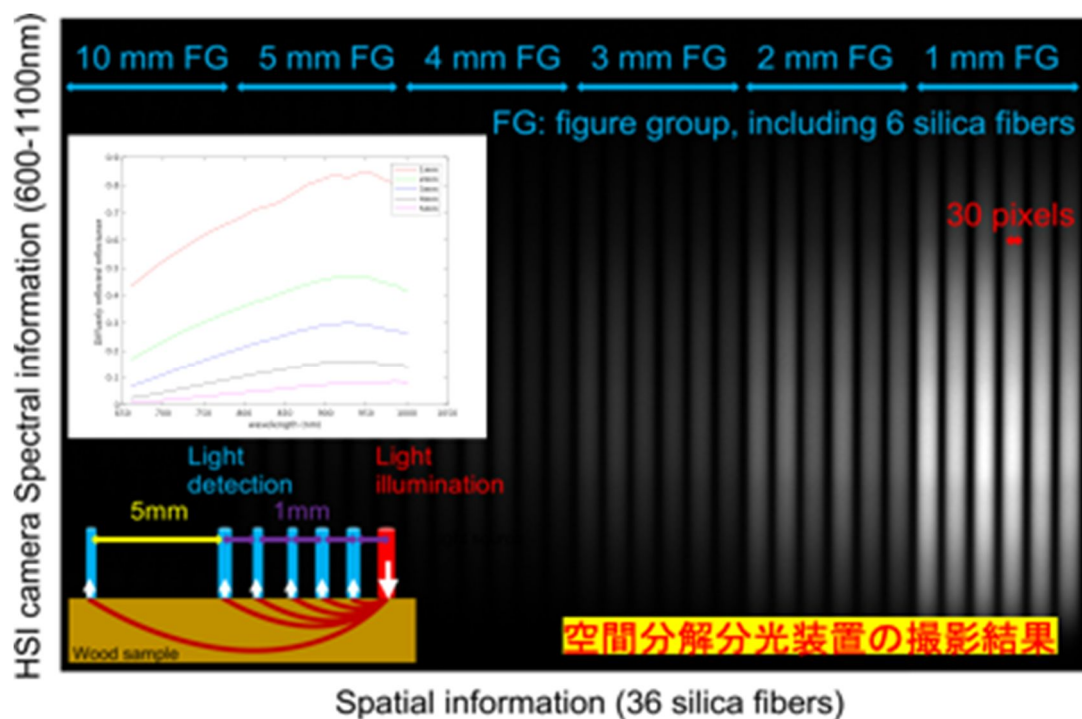 HSI camera Spectral information (600-1100nm)
10 mm FG
5 mm FG
4 mm FG
3 mm FG
2 mm FG
1 mm FG
FG: figure group, including 6 silica fibers
30 pixels
wavelength (nm)
Light
detection
Light
illumination
5mm
1mm
Wood sample
空間分解分光装置の撮影結果
Spatial information (36 silica fibers)